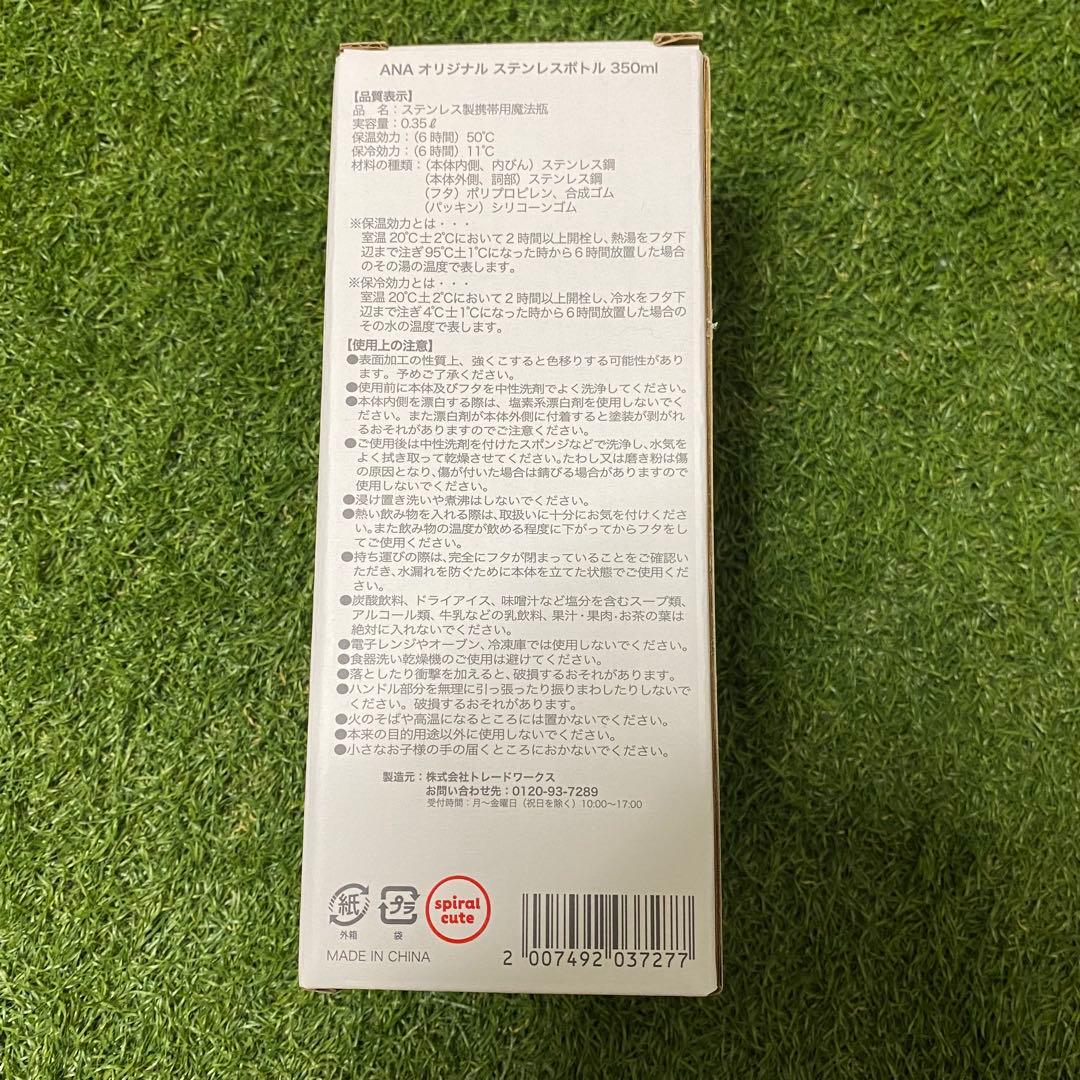 ANA オリジナル ステンレスボトル 350ml
【品質表示】
品　名：ステンレス製携帯用魔法瓶
実容量：0.35ℓ
保温効力：（6 時間）50℃
保冷効力：（6 時間）11℃
材料の種類：（本体内側、内びん）ステンレス鋼
（本体外側、詞部）ステンレス鋼
（フタ）ポリプロピレン、合成ゴム
（パッキン）シリコーンゴム
※保温効力とは・・・
室温 20℃土2℃において 2 時間以上開栓し、熱湯をフタ下
辺まで注ぎ 95℃土1℃になった時から 6 時間放置した場合
のその湯の温度で表します。
※保冷効力とは・・・
室温 20℃土2℃において 2 時間以上開栓し、冷水をフタ下
辺まで注ぎ 4℃土1℃になった時から 6 時間放置した場合の
その水の温度で表します。
【使用上の注意】
●表面加工の性質上、強くこすると色移りする可能性があり
ます。予めご了承ください。
●使用前に本体及びフタを中性洗剤でよく洗浄してください。
●本体内側を漂白する際は、塩素系漂白剤を使用しないでく
ださい。また漂白剤が本体外側に付着すると塗装が剥がれ
るおそれがありますのでご注意ください。
●ご使用後は中性洗剤を付けたスポンジなどで洗浄し、水気を
よく拭き取って乾燥させてください。たわし又は磨き粉は傷
の原因となり、傷が付いた場合は錆びる場合がありますので
使用しないでください。
●浸け置き洗いや煮沸はしないでください。
●熱い飲み物を入れる際は、取扱いに十分にお気を付けくださ
い。また飲み物の温度が飲める程度に下がってからフタをし
てご使用ください。
●持ち運びの際は、完全にフタが閉まっていることをご確認い
ただき、水漏れを防ぐために本体を立てた状態でご使用くだ
さい。
●炭酸飲料、ドライアイス、味噌汁など塩分を含むスープ類、
アルコール類、牛乳などの乳飲料、果汁・果肉・お茶の葉は
絶対に入れないでください。
●電子レンジやオーブン、冷凍庫では使用しないでください。
●食器洗い乾燥機のご使用は避けてください。
●落としたり衝撃を加えると、破損するおそれがあります。
●ハンドル部分を無理に引っ張ったり振りまわしたりしないで
ください。破損するおそれがあります。
●火のそばや高温になるところには置かないでください。
●本来の目的用途以外に使用しないでください。
●小さなお子様の手の届くところにおかないでください。
製造元：株式会社トレードワークス
お問い合わせ先：0120-93-7289
受付時間：月〜金曜日（祝日を除く）10:00〜17:00
紙
外箱
プラ
袋
spiral
cute
MADE IN CHINA
2 007492 037277